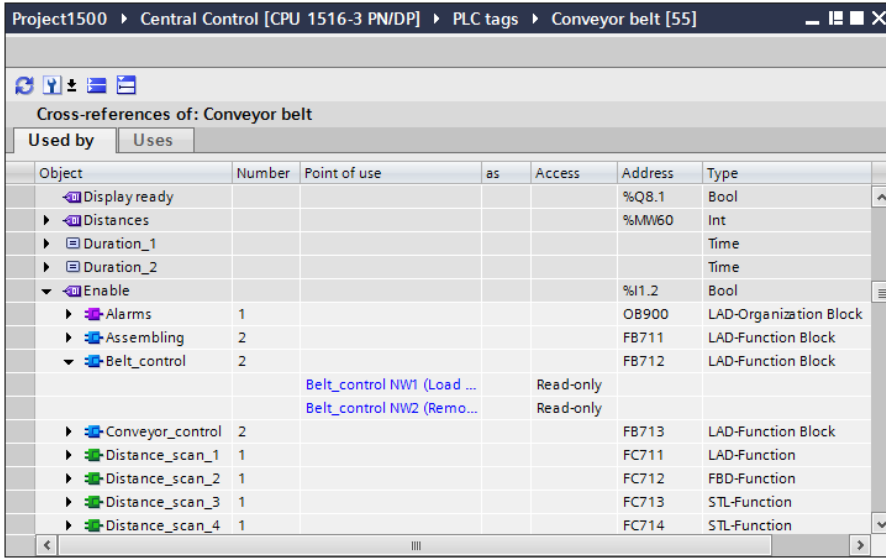 Project1500 ▸ Central Control [CPU 1516-3 PN/DP] ▸ PLC tags ▸ Conveyor belt [55]
Cross-references of: Conveyor belt
Used by Uses
Object Number Point of use as Access Address Type
Display ready %Q8.1 Bool
Distances %MW60 Int
Duration_1 Time
Duration_2 Time
Enable %I1.2 Bool
Alarms 1 OB900 LAD-Organization Block
Assembling 2 FB711 LAD-Function Block
Belt_control 2 FB712 LAD-Function Block
Belt_control NW1 (Load ... Read-only
Belt_control NW2 (Remo... Read-only
Conveyor_control 2 FB713 LAD-Function Block
Distance_scan_1 1 FC711 LAD-Function
Distance_scan_2 1 FC712 FBD-Function
Distance_scan_3 1 FC713 STL-Function
Distance_scan_4 1 FC714 STL-Function